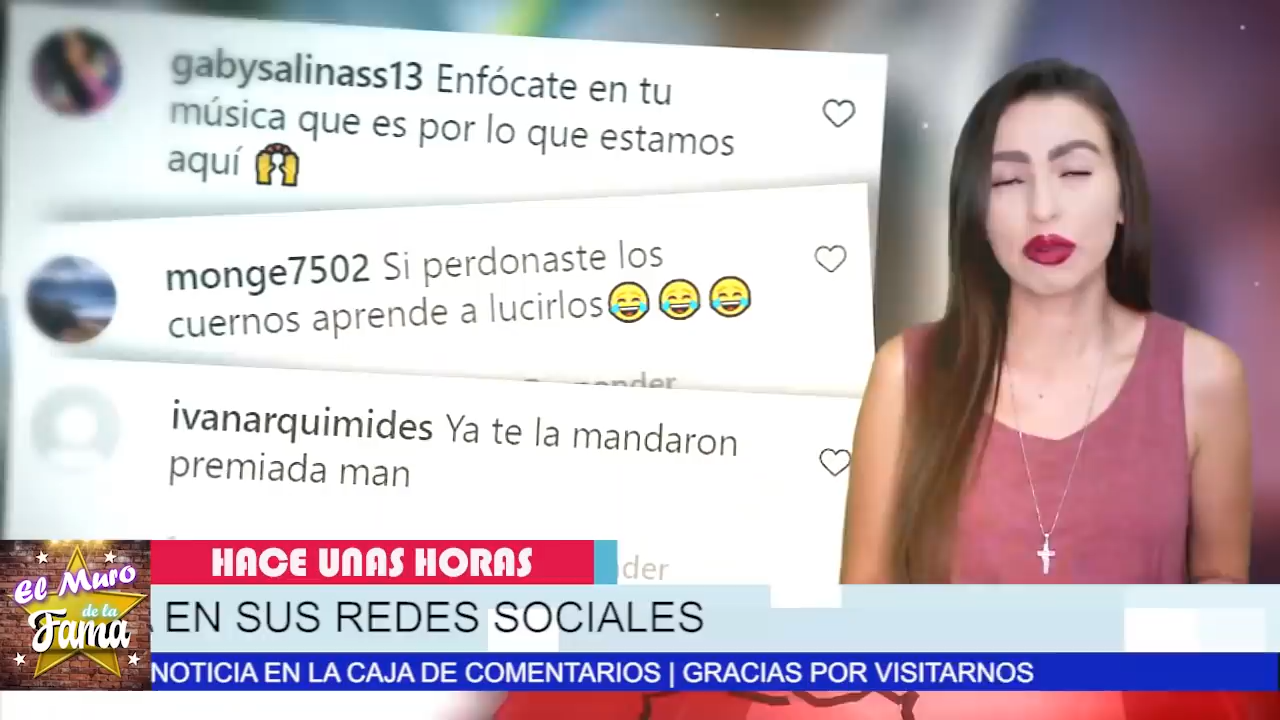 gabysalinass13 Enfócate en tu
música que es por lo que estamos
aquí 🙌
monge7502 Si perdonaste los
cuernos aprende a lucirlos😂😂😂
ivanarquimides Ya te la mandaron
premiada man
HACE UNAS HORAS
EN SUS REDES SOCIALES
El Muro
de la
Fama
NOTICIA EN LA CAJA DE COMENTARIOS | GRACIAS POR VISITARNOS